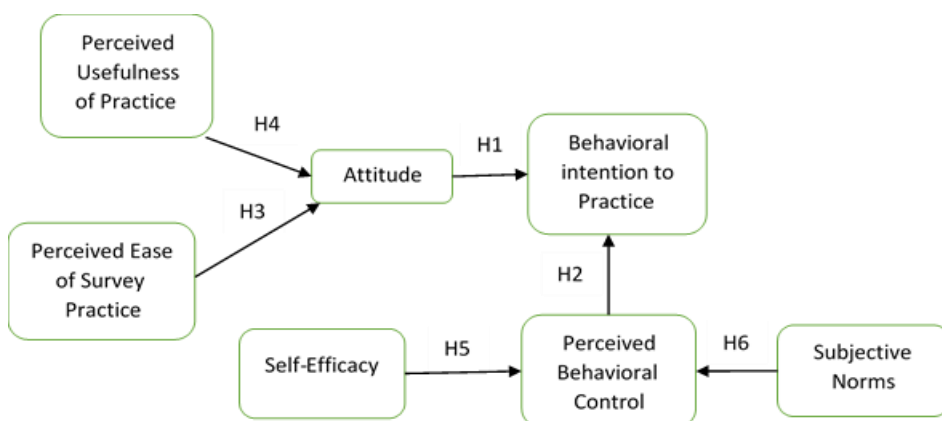 Perceived
Usefulness
of Practice
H4
Attitude
H1
Behavioral
intention to
Practice
H3
Perceived Ease
of Survey
Practice
H2
Self-Efficacy
H5
Perceived
Behavioral
Control
H6
Subjective
Norms